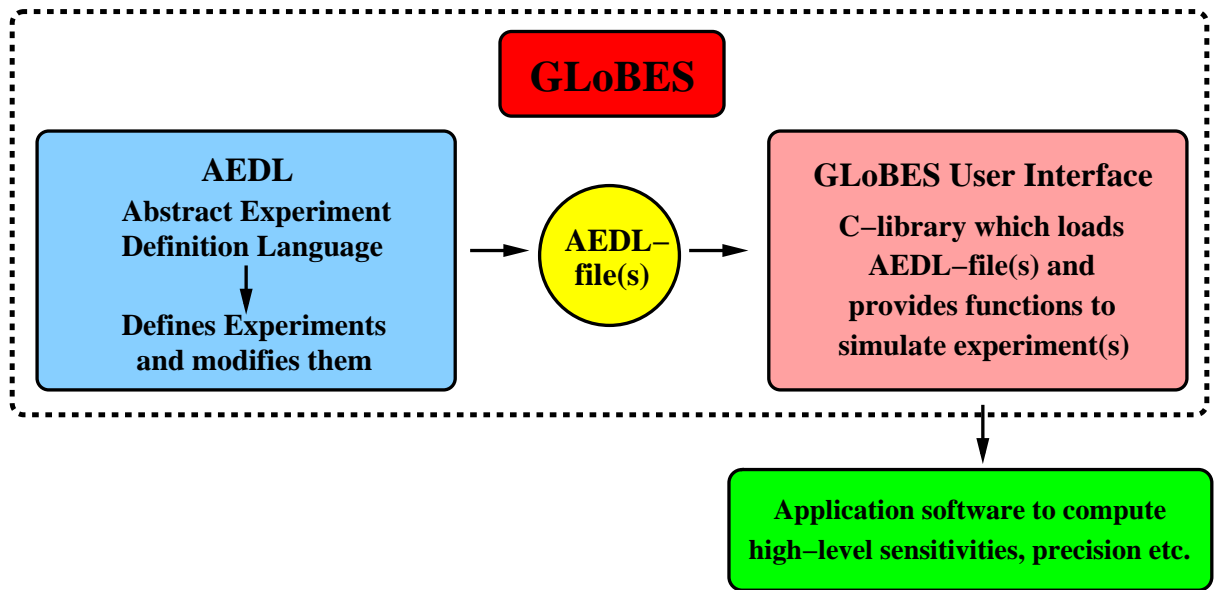 GLoBES
AEDL
Abstract Experiment
Definition Language
Defines Experiments
and modifies them
AEDL−
file(s)
GLoBES User Interface
C−library which loads
AEDL−file(s) and
provides functions to
simulate experiment(s)
Application software to compute
high−level sensitivities, precision etc.